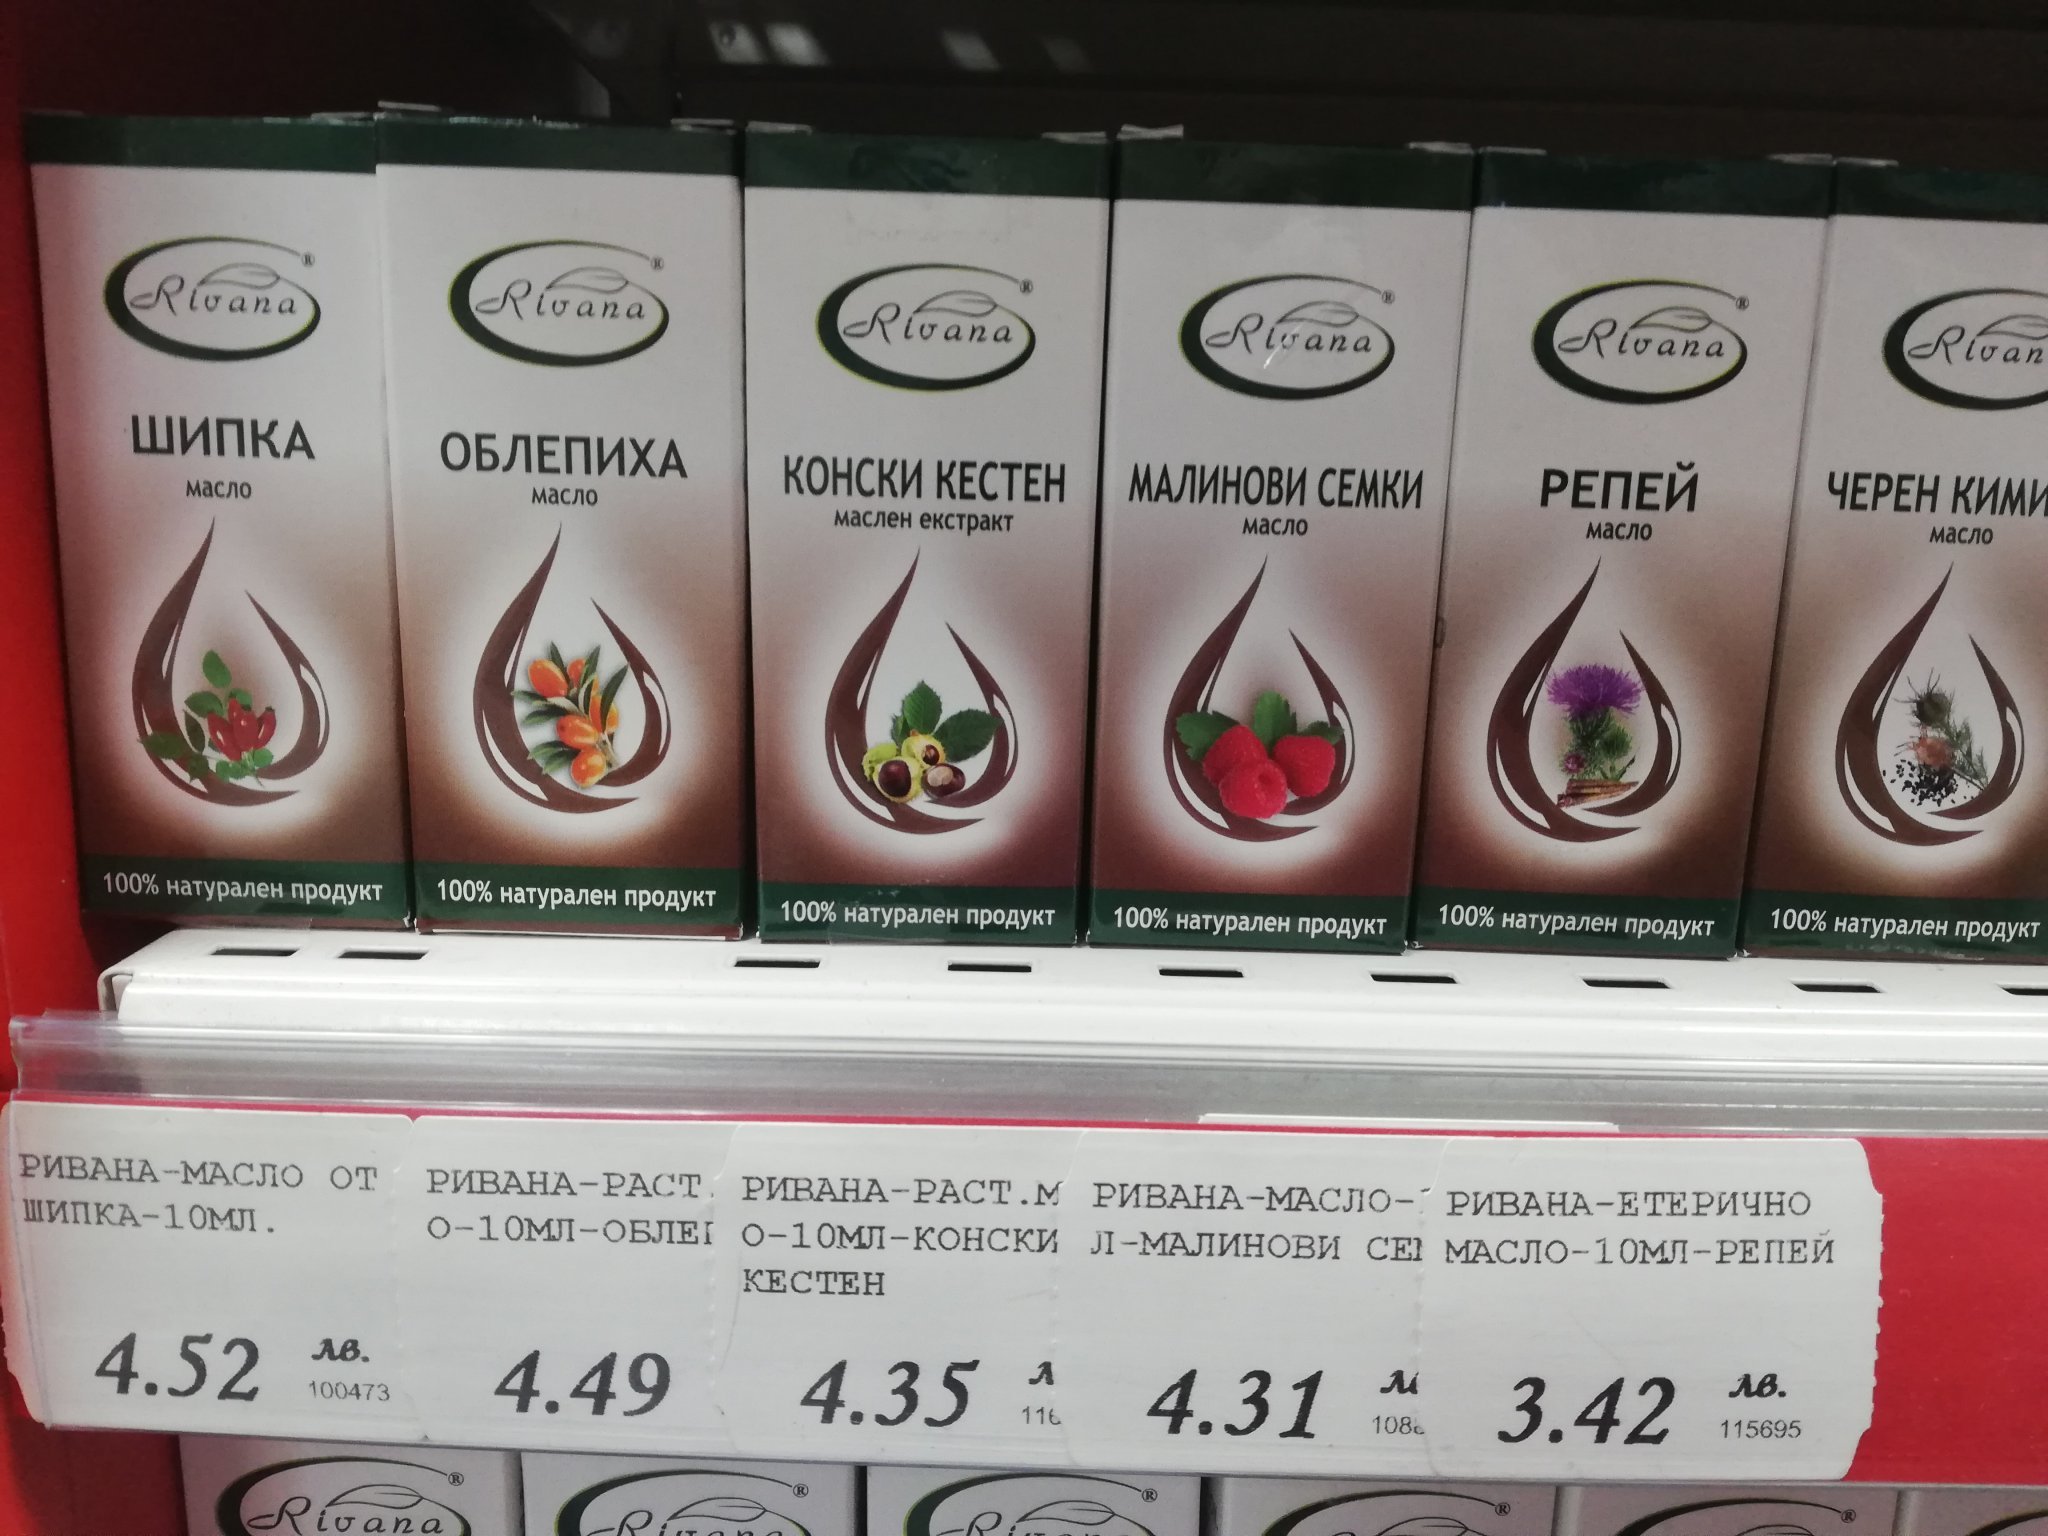 Rivana®
ШИПКА
масло
100% натурален продукт
Rivana®
ОБЛЕПИХА
масло
100% натурален продукт
Rivana®
КОНСКИ КЕСТЕН
маслен екстракт
100% натурален продукт
Rivana®
МАЛИНОВИ СЕМКИ
масло
100% натурален продукт
Rivana®
РЕПЕЙ
масло
100% натурален продукт
ЧЕРЕН
масло
100% натурален продукт
РИВАНА-МАСЛО ОТ
ШИПКА-10МЛ.
4.52 лв.
100473
РИВАНА-РАСТ.
О-10МЛ-
4.49
РИВАНА-РАСТ.
О-10МЛ-КОНСКИ
КЕСТЕН
4.35
РИВАНА-МАСЛО-
Л-МАЛИНОВИ
4.31
РИВАНА-ЕТЕРИЧНО
МАСЛО-10МЛ-РЕПЕЙ
3.42 лв.
115695
Rivana®
®
®
®
®